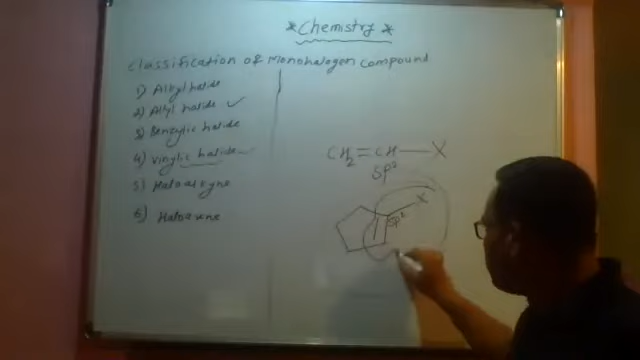 *Chemistry*
Classification of Monohalogen Compound
1) Alkyl halide
2) Allyl halide ✓
3) Benzylic halide
4) Vinylic halide
5) Haloalkyne
6) Haloarene
CH₂=CH—X
sp²
X
sp²